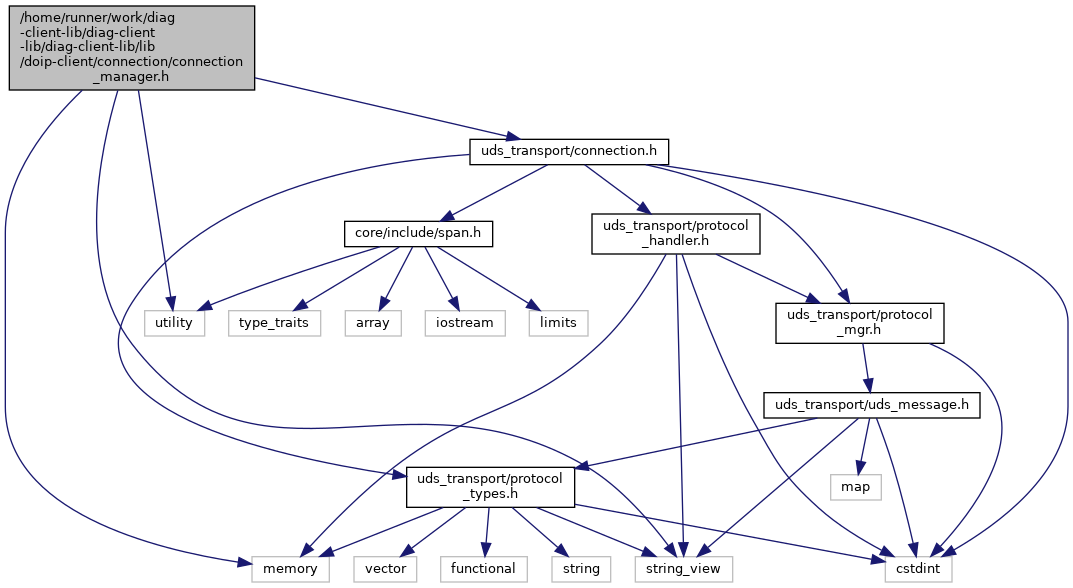 /home/runner/work/diag
-client-lib/diag-client
-lib/diag-client-lib/lib
/doip-client/connection/connection
_manager.h
uds_transport/connection.h
core/include/span.h
uds_transport/protocol
_handler.h
uds_transport/protocol
_mgr.h
utility
type_traits
array
iostream
limits
uds_transport/uds_message.h
uds_transport/protocol
_types.h
map
memory
vector
functional
string
string_view
cstdint